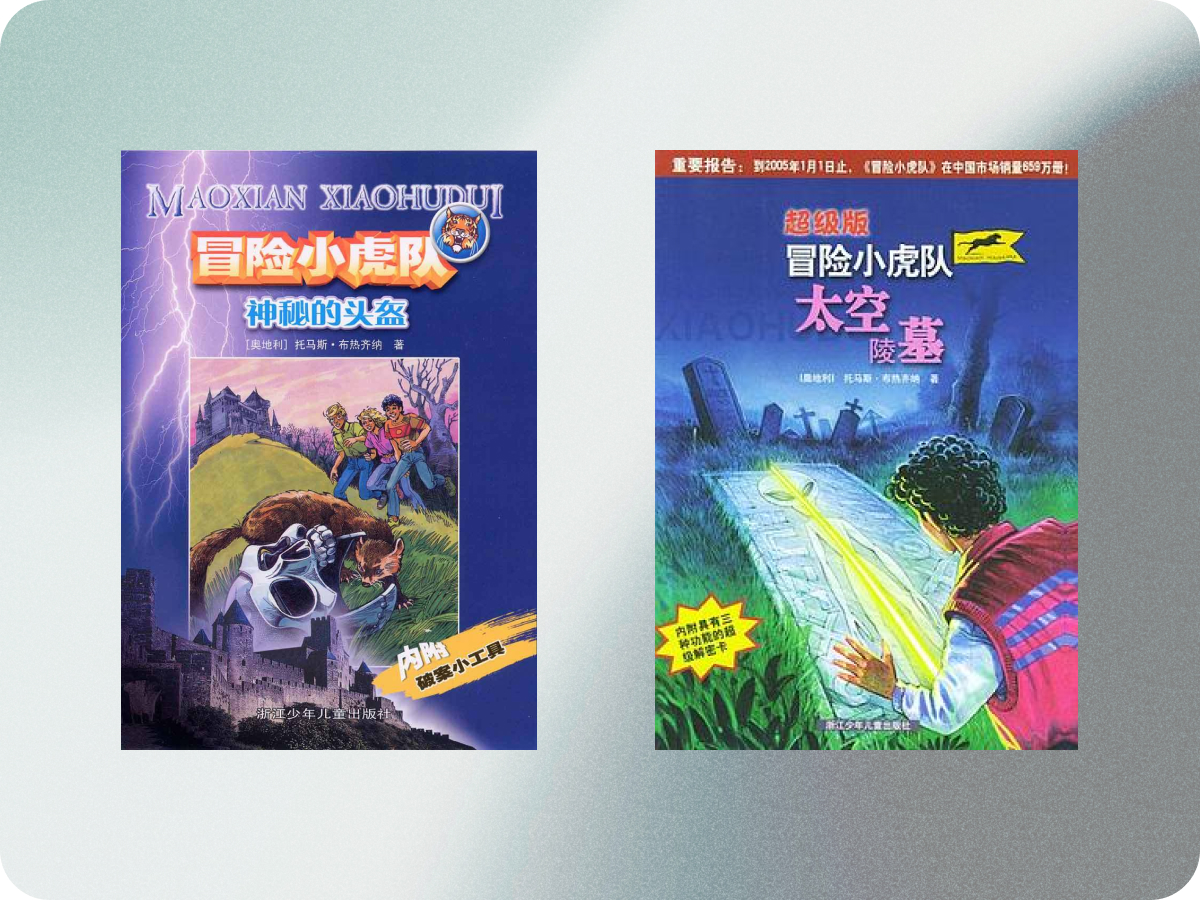 MAOXIAN XIAOHUDUI
冒险小虎队
神秘的头盔
[奥地利] 托马斯·布热齐纳 著
内附
破案小工具
浙江少年儿童出版社
重要报告：到2005年1月1日止，《冒险小虎队》在中国市场销量659万册！
超级版
冒险小虎队
太空
陵墓
XIAOH
[奥地利] 托马斯·布热齐纳 著
内附具有三
种功能的超
级解密卡
浙江少年儿童出版社